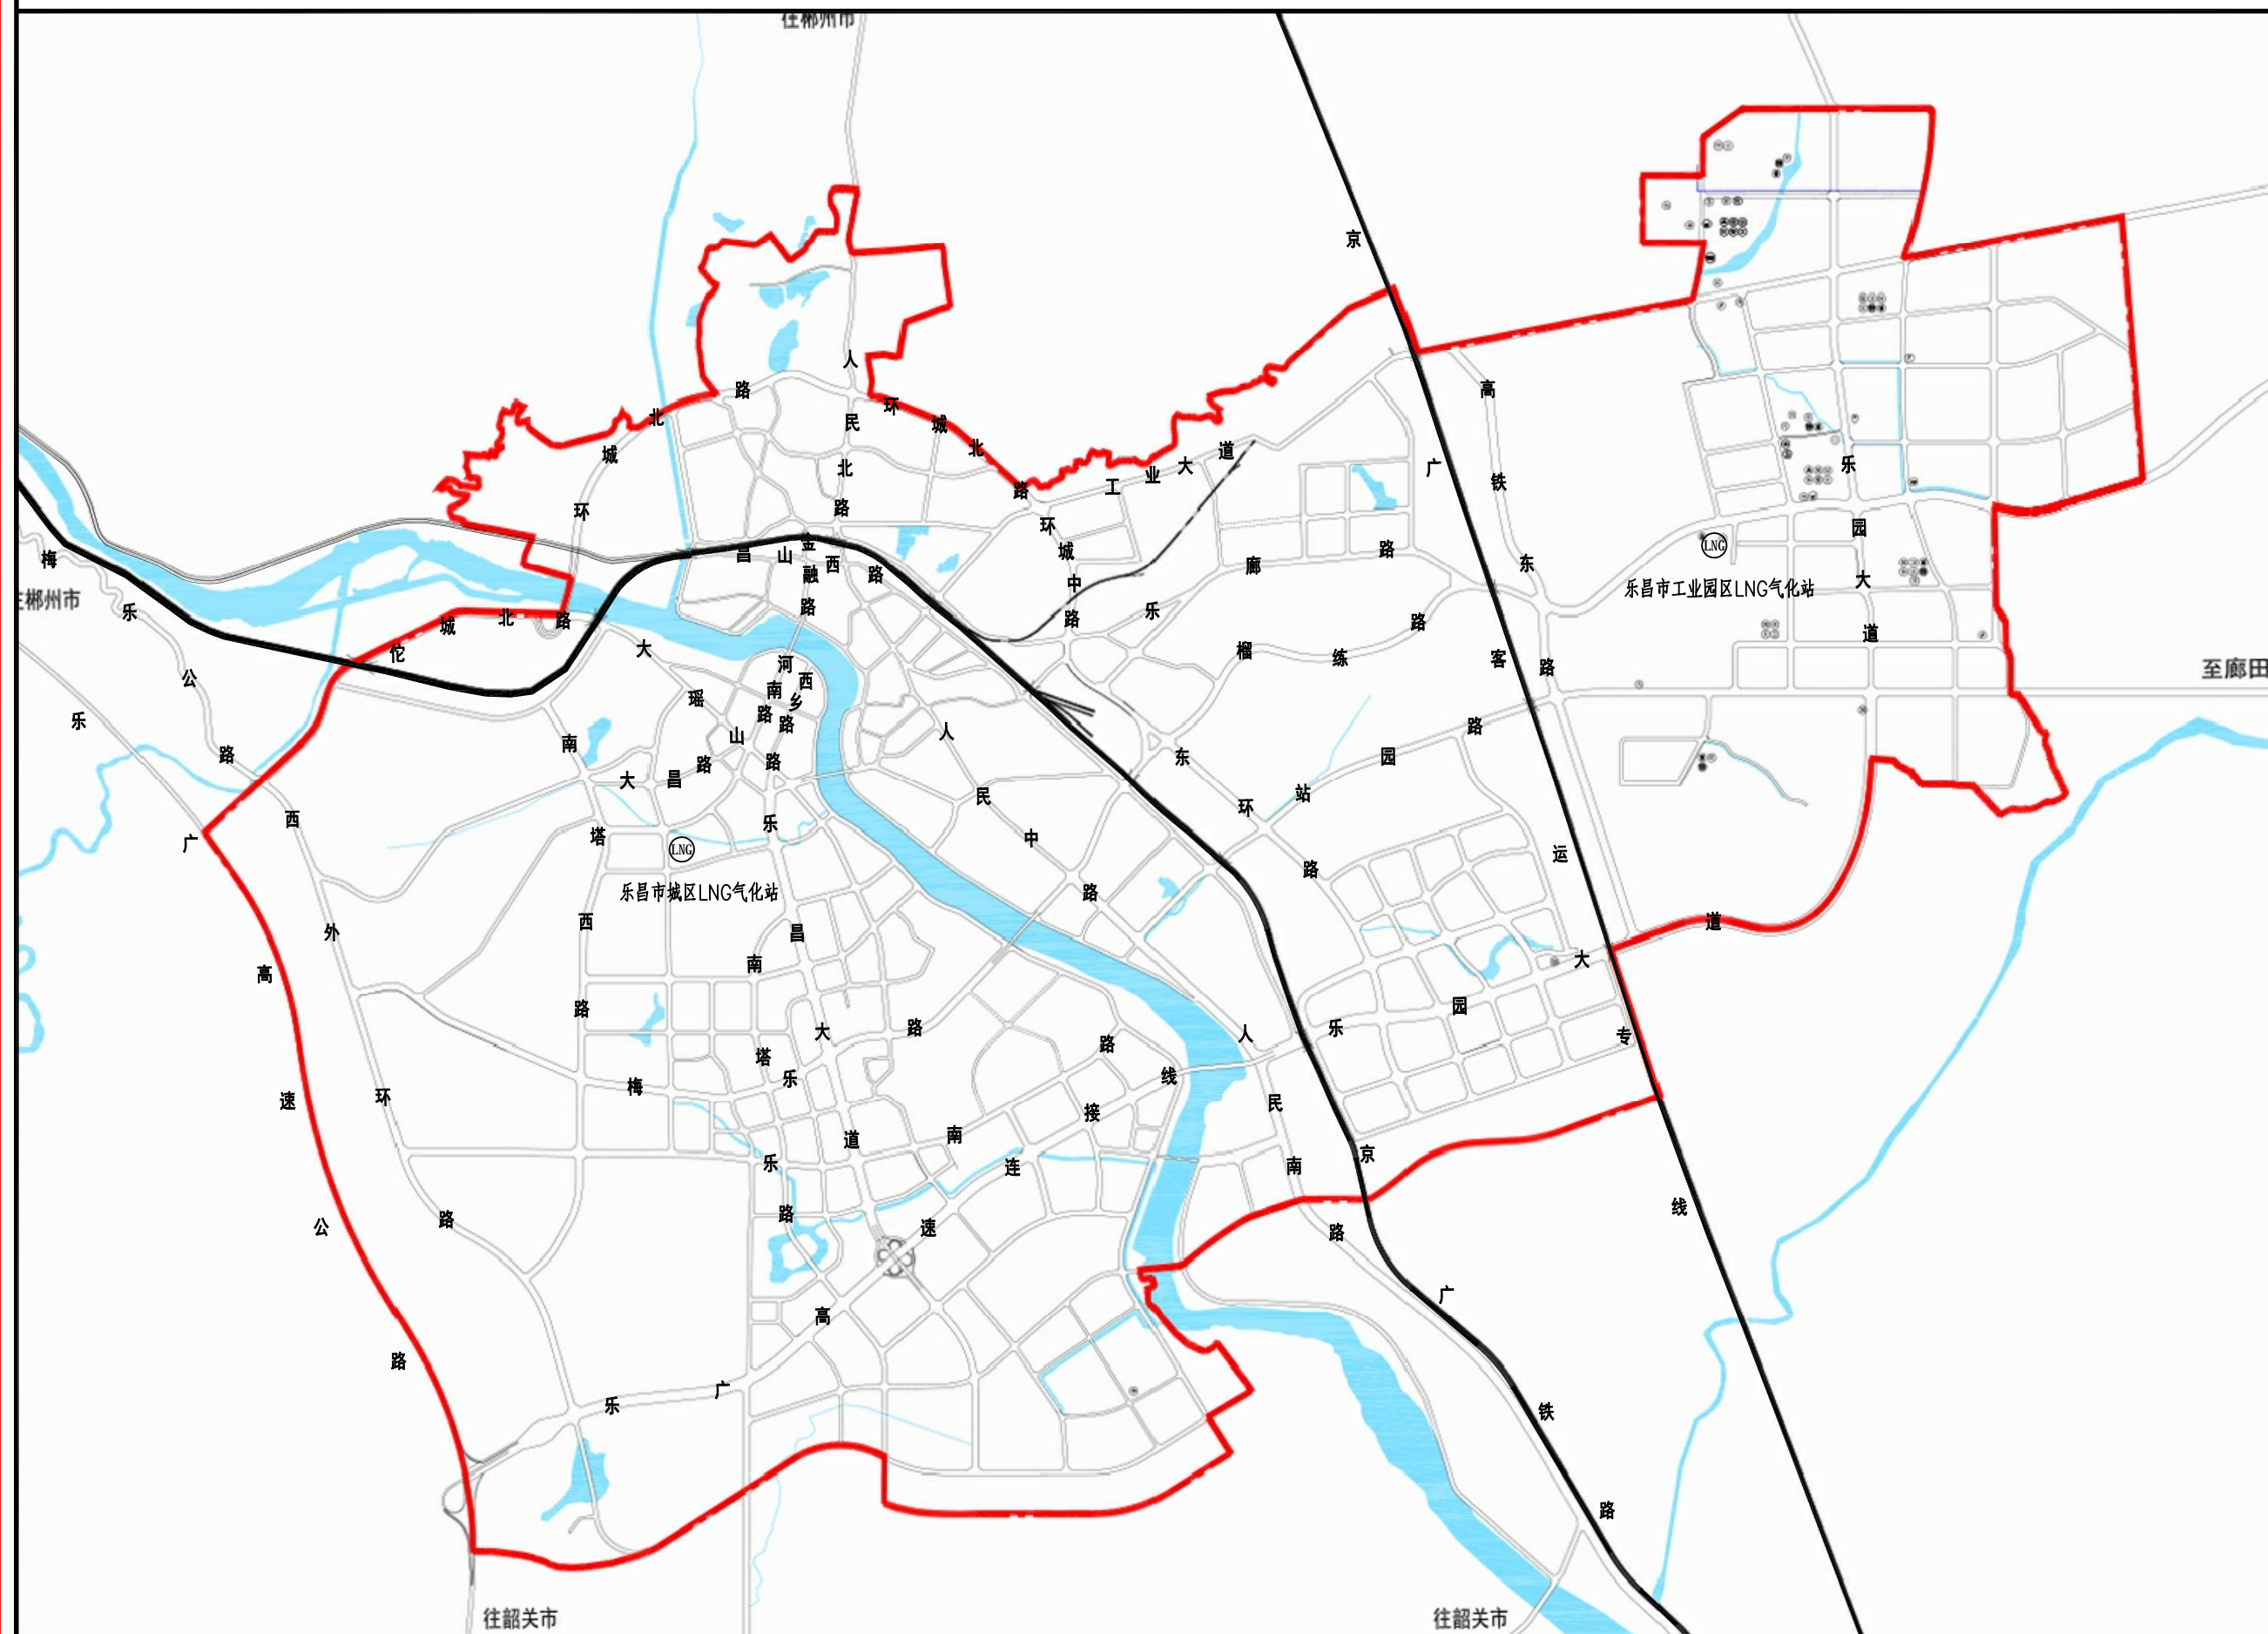 往郴州市
京
人
路
高
环
北
民
城
城
北
道
广
北
大
乐
业
铁
路
工
路
环
环
园
金
城
昌
山
梅
西
廊
路
东
LNG
融
路
中
大
乐昌市工业园区LNG气化站
往郴州市
乐
路
乐
路
城
北
路
路
道
佗
大
榴
练
客
河
路
至廊田
公
西
南
瑶
乡
路
乐
路
路
人
山
南
路
路
东
园
路
大
昌
民
站
环
西
乐
塔
中
广
LNG
运
路
乐昌市城区LNG气化站
路
西
道
外
昌
南
大
高
园
路
路
乐
大
人
专
路
塔
线
乐
梅
环
速
民
接
南
道
京
乐
连
南
线
路
路
公
速
路
广
高
路
广
乐
铁
路
往韶关市
往韶关市